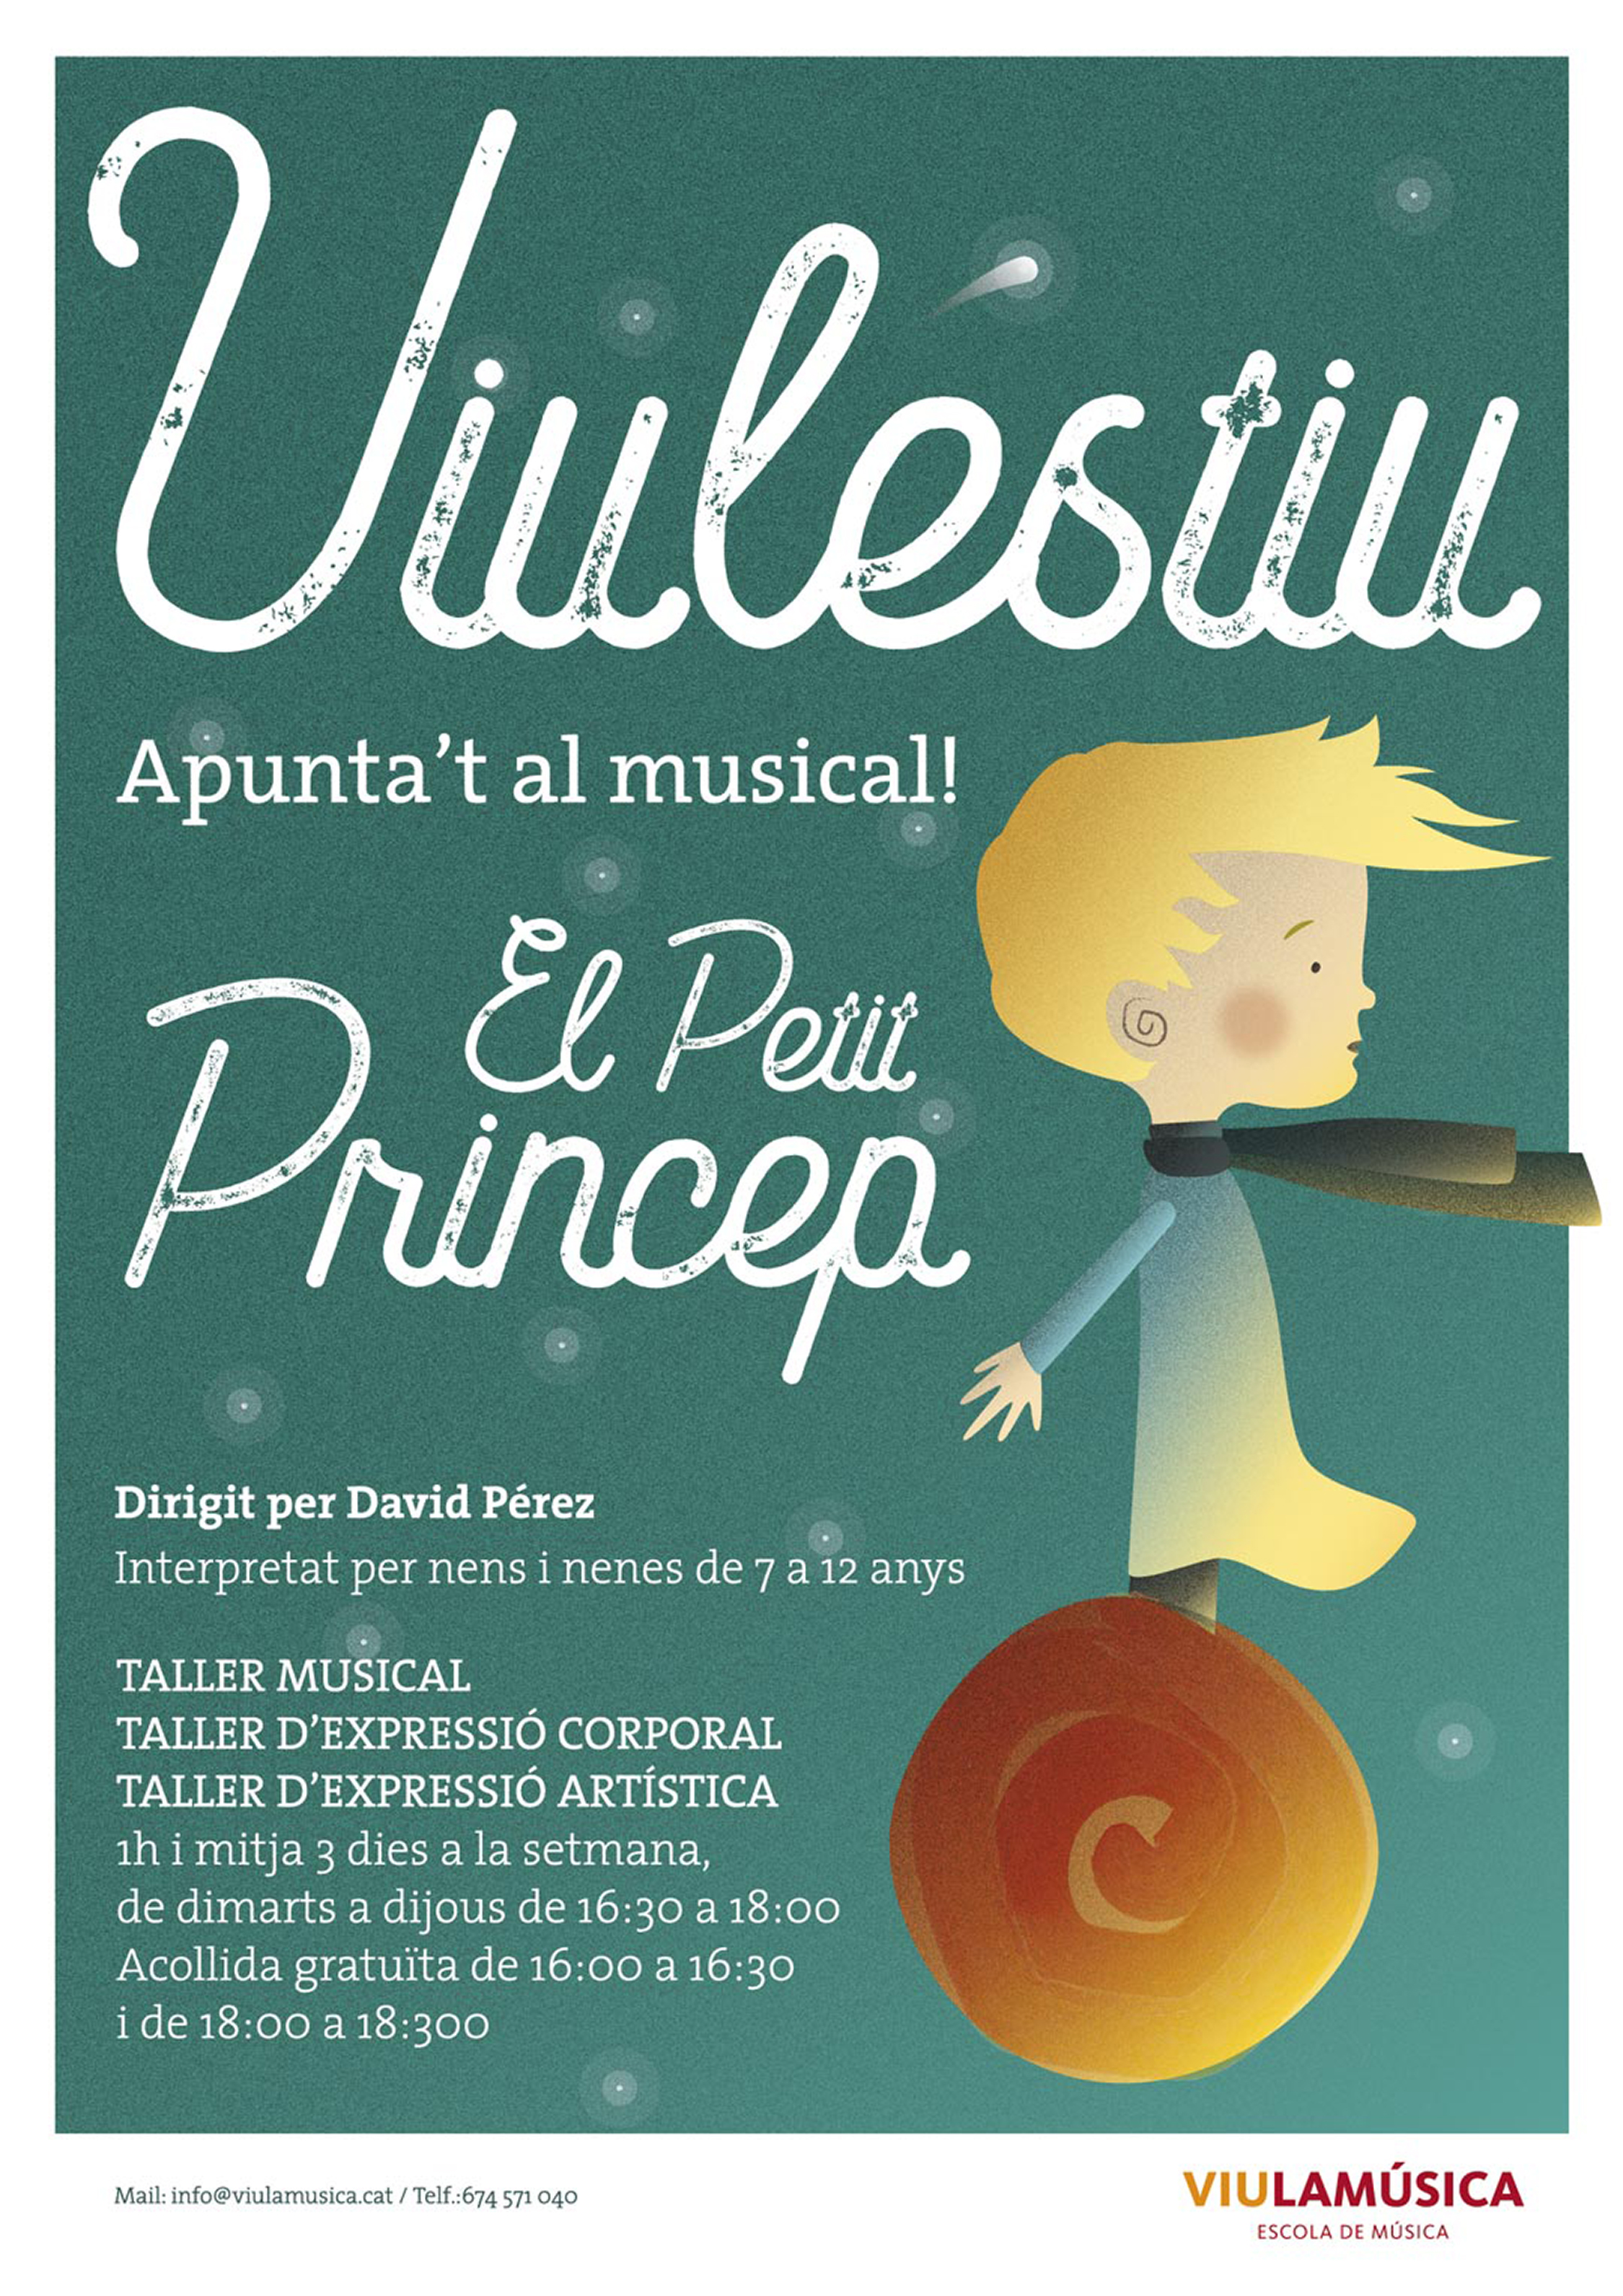 Viu l'estiu
Apunta't al musical!
El Petit
Príncep
Dirigit per David Pérez
Interpretat per nens i nenes de 7 a 12 anys
TALLER MUSICAL
TALLER D'EXPRESSIÓ CORPORAL
TALLER D'EXPRESSIÓ ARTÍSTICA
1h i mitja 3 dies a la setmana,
de dimarts a dijous de 16:30 a 18:00
Acollida gratuïta de 16:00 a 16:30
i de 18:00 a 18:300
Mail: info@viulamusica.cat / Telf.:674 571 040
VIULAMÚSICA
ESCOLA DE MÚSICA